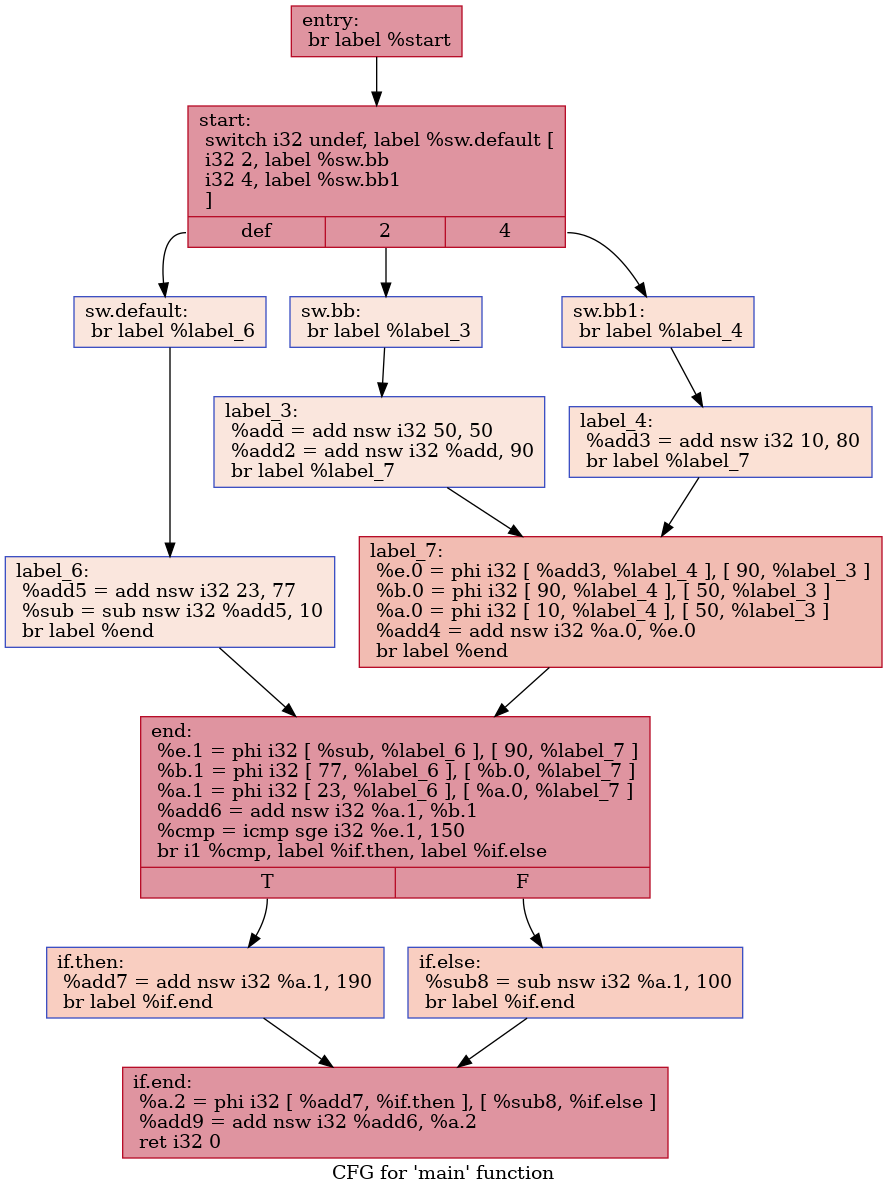 entry:
br label %start
start:
switch i32 undef, label %sw.default [
i32 2, label %sw.bb
i32 4, label %sw.bb1
]
def 2 4
sw.default:
br label %label_6
sw.bb:
br label %label_3
sw.bb1:
br label %label_4
label_3:
%add = add nsw i32 50, 50
%add2 = add nsw i32 %add, 90
br label %label_7
label_4:
%add3 = add nsw i32 10, 80
br label %label_7
label_6:
%add5 = add nsw i32 23, 77
%sub = sub nsw i32 %add5, 10
br label %end
label_7:
%e.0 = phi i32 [ %add3, %label_4 ], [ 90, %label_3 ]
%b.0 = phi i32 [ 90, %label_4 ], [ 50, %label_3 ]
%a.0 = phi i32 [ 10, %label_4 ], [ 50, %label_3 ]
%add4 = add nsw i32 %a.0, %e.0
br label %end
end:
%e.1 = phi i32 [ %sub, %label_6 ], [ 90, %label_7 ]
%b.1 = phi i32 [ 77, %label_6 ], [ %b.0, %label_7 ]
%a.1 = phi i32 [ 23, %label_6 ], [ %a.0, %label_7 ]
%add6 = add nsw i32 %a.1, %b.1
%cmp = icmp sge i32 %e.1, 150
br i1 %cmp, label %if.then, label %if.else
T F
if.then:
%add7 = add nsw i32 %a.1, 190
br label %if.end
if.else:
%sub8 = sub nsw i32 %a.1, 100
br label %if.end
if.end:
%a.2 = phi i32 [ %add7, %if.then ], [ %sub8, %if.else ]
%add9 = add nsw i32 %add6, %a.2
ret i32 0
CFG for 'main' function